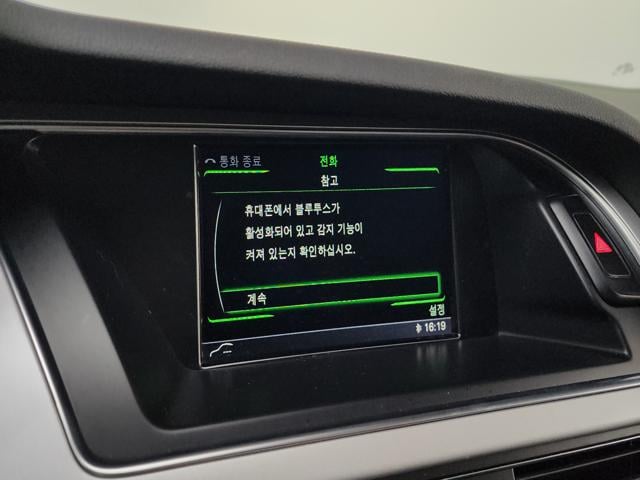 통화 종료
전화
참고
휴대폰에서 블루투스가
활성화되어 있고 감지 기능이
켜져 있는지 확인하십시오.
계속
설정
16:19